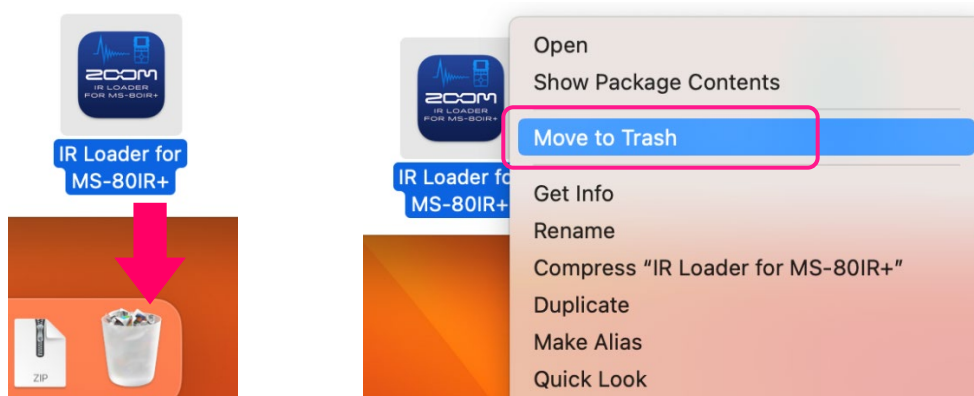 ZOOM
IR LOADER
FOR MS-80IR+
IR Loader for
MS-80IR+
ZIP
ZOOM
IR LOADER
FOR MS-80IR+
IR Loader fo
MS-80IR+
Open
Show Package Contents
Move to Trash
Get Info
Rename
Compress “IR Loader for MS-80IR+”
Duplicate
Make Alias
Quick Look